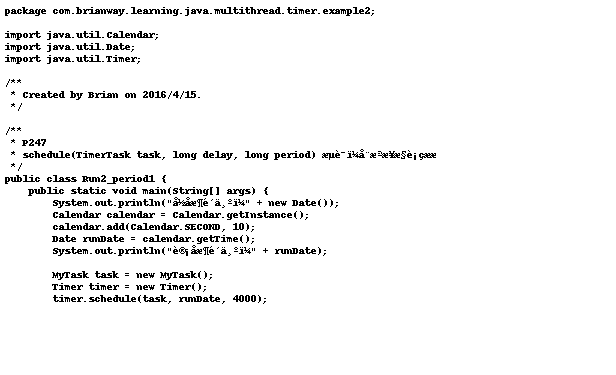 package com.brianway.learning.java.multithread.timer.example2;
import java.util.Calendar;
import java.util.Date;
import java.util.Timer;
/**
 * Created by Brian on 2016/4/15.
 */
/**
 * P247
 * schedule(TimerTask task, long delay, long period)
 */
public class Run2_period1 {
    public static void main(String[] args) {
        System.out.println("å½åæ¶é´ä¸ºï¼" + new Date());
        Calendar calendar = Calendar.getInstance();
        calendar.add(Calendar.SECOND, 10);
        Date runDate = calendar.getTime();
        System.out.println("è®¡åæ¶é´ä¸ºï¼" + runDate);
        MyTask task = new MyTask();
        Timer timer = new Timer();
        timer.schedule(task, runDate, 4000);